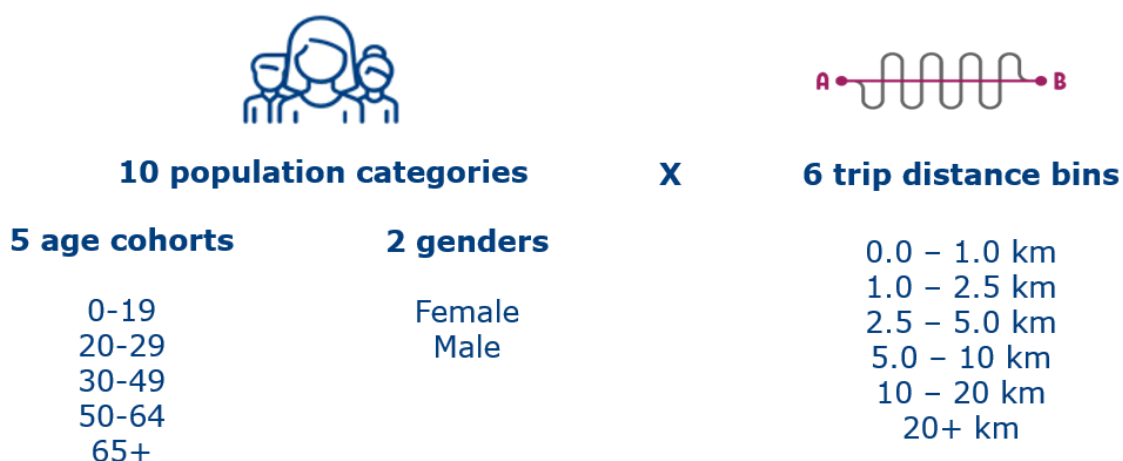 A B
10 population categories X 6 trip distance bins
5 age cohorts
0-19
20-29
30-49
50-64
65+
2 genders
Female
Male
0.0 – 1.0 km
1.0 – 2.5 km
2.5 – 5.0 km
5.0 – 10 km
10 – 20 km
20+ km